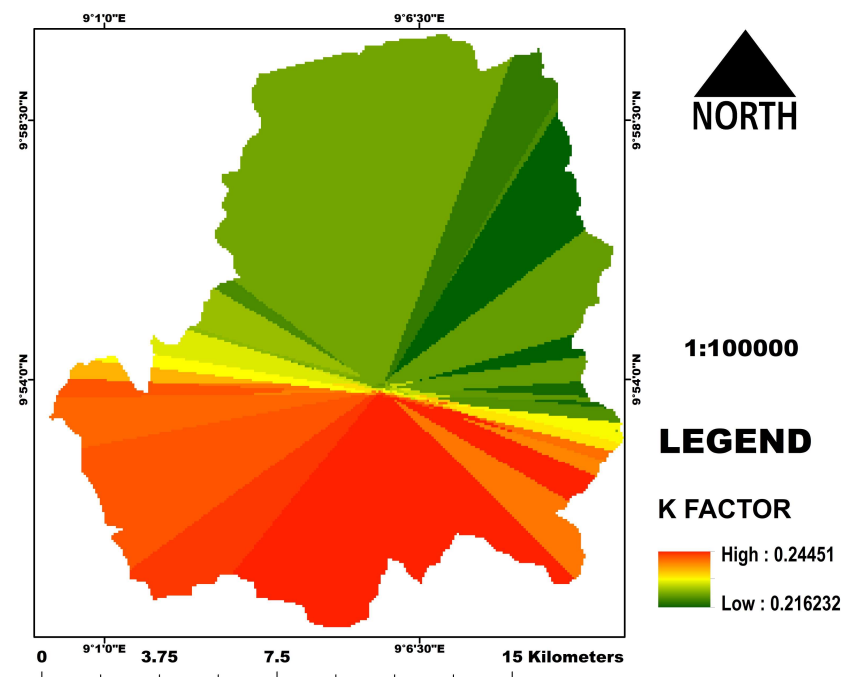 9°1'0"E 9°6'30"E
9°58'30"N 9°58'30"N
NORTH
1:100000
9°54'0"N 9°54'0"N
LEGEND
K FACTOR
High : 0.24451
Low : 0.216232
9°1'0"E 9°6'30"E
0 3.75 7.5 15 Kilometers